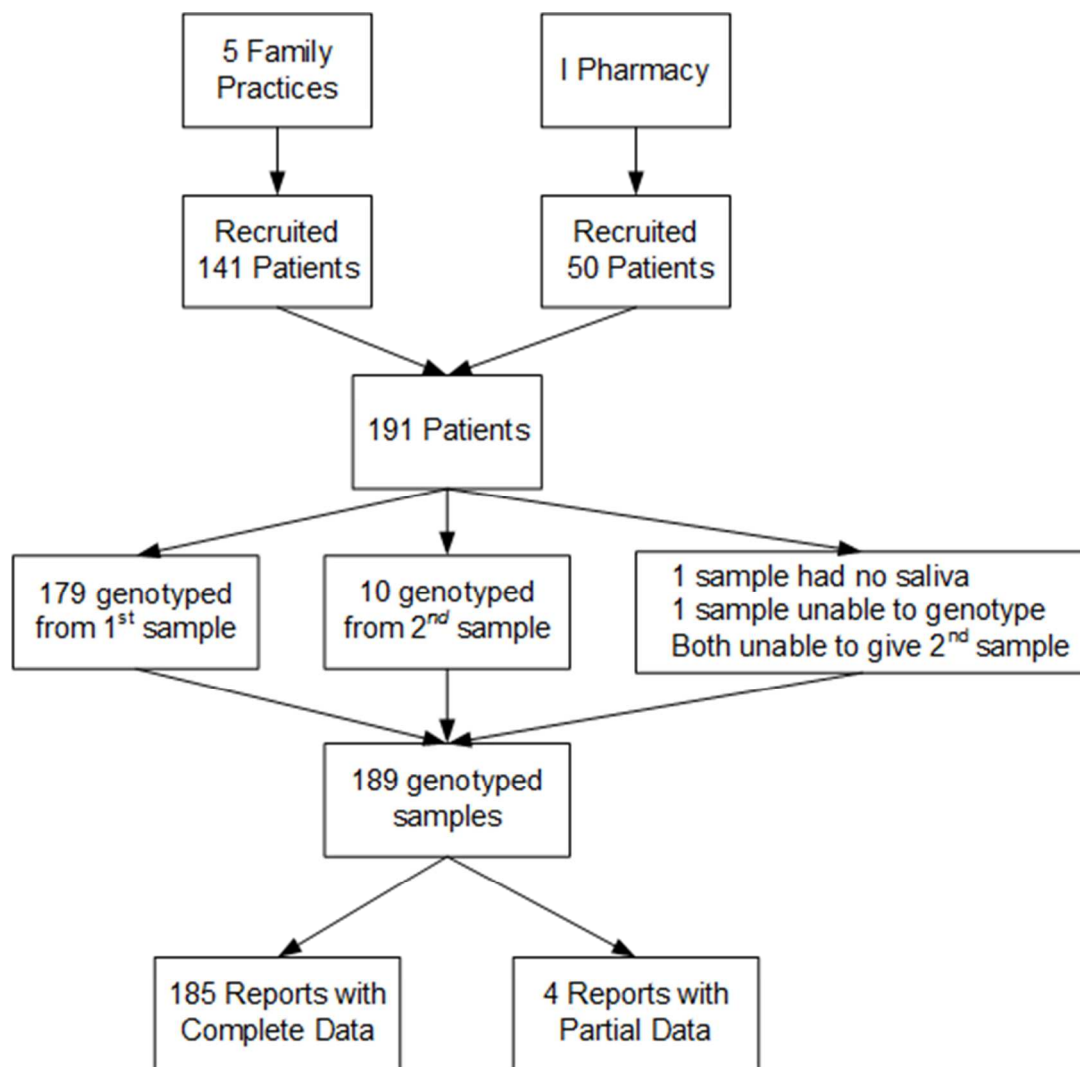 5 Family
Practices
I Pharmacy
Recruited
141 Patients
Recruited
50 Patients
191 Patients
179 genotyped
from 1st sample
10 genotyped
from 2nd sample
1 sample had no saliva
1 sample unable to genotype
Both unable to give 2nd sample
189 genotyped
samples
185 Reports with
Complete Data
4 Reports with
Partial Data